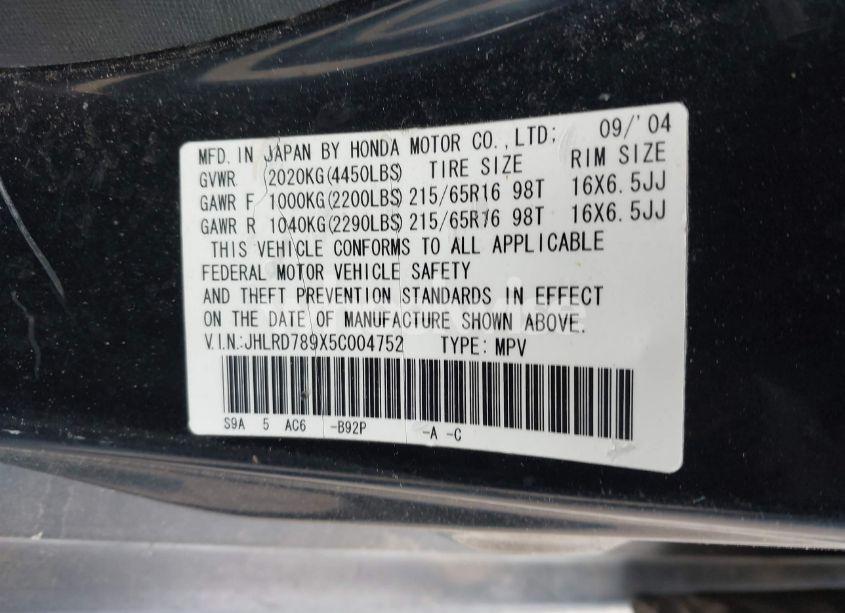 MFD. IN JAPAN BY HONDA MOTOR CO.,LTD; 09/'04
GVWR 2020KG(4450LBS) TIRE SIZE RIM SIZE
GAWR F 1000KG(2200LBS) 215/65R16 98T 16X6.5JJ
GAWR R 1040KG(2290LBS) 215/65R16 98T 16X6.5JJ
THIS VEHICLE CONFORMS TO ALL APPLICABLE
FEDERAL MOTOR VEHICLE SAFETY
AND THEFT PREVENTION STANDARDS IN EFFECT
ON THE DATE OF MANUFACTURE SHOWN ABOVE.
V.I.N.:JHLRD789X5C004752 TYPE: MPV
S9A 5 AC6 -B92P -A -C